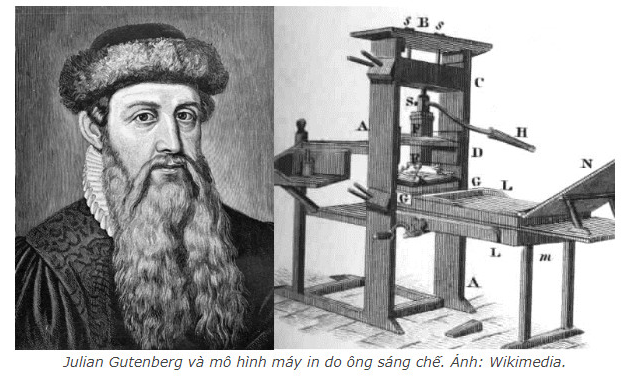 S B S
C
S.
A F H
E D
N
G L
G
L
m
A
Julian Gutenberg và mô hình máy in do ông sáng chế. Ảnh: Wikimedia.